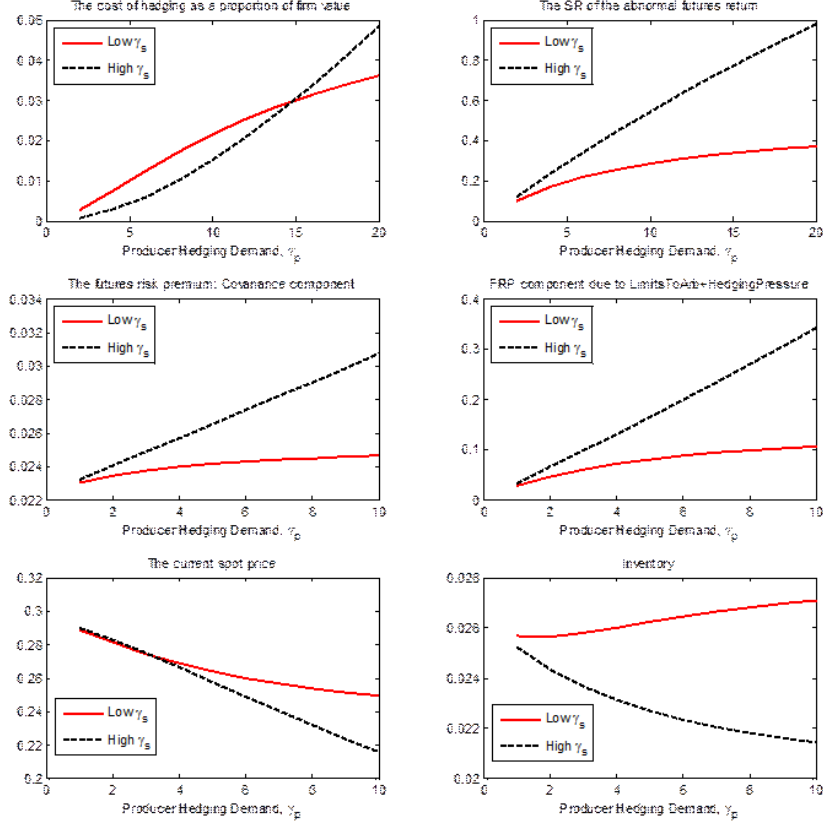 The cost of hedging as a proportion of firm value
0.06
0.04
0.03
0.02
0.01
0
0
5
10
15
20
Low γs
High γs
Producer Hedging Demand, γp
The SR of the abnormal futures return
1
0.8
0.6
0.4
0.2
0
0
5
10
15
20
Low γs
High γs
Producer Hedging Demand, γp
The futures risk premium: Covariance component
0.034
0.032
0.03
0.028
0.026
0.024
0.022
0
2
4
6
8
10
Low γs
High γs
Producer Hedging Demand, γp
FRP component due to LimitsToArb+HedgingPressure
0.4
0.3
0.2
0.1
0
0
2
4
6
8
10
Low γs
High γs
Producer Hedging Demand, γp
The current spot price
0.32
0.3
0.28
0.26
0.24
0.22
0.2
0
2
4
6
8
10
Low γs
High γs
Producer Hedging Demand, γp
Inventory
0.028
0.026
0.024
0.022
0.02
0
2
4
6
8
10
Low γs
High γs
Producer Hedging Demand, γp